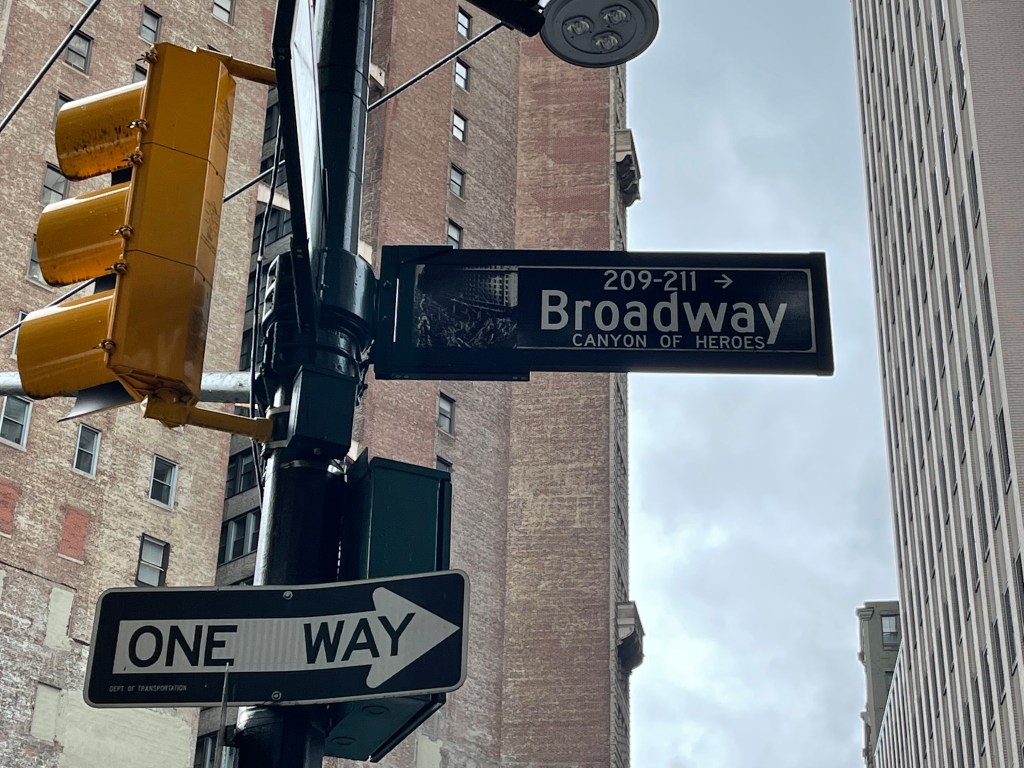 209-211 →
Broadway
CANYON OF HEROES
ONE WAY
DEPT OF TRANSPORTATION